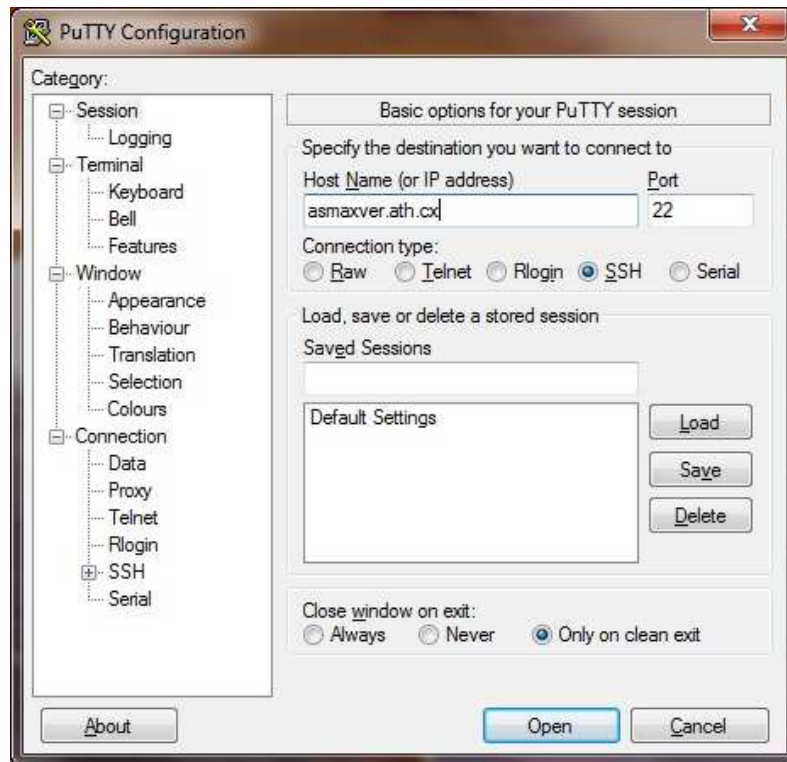 PuTTY Configuration
Category:
Session
Logging
Terminal
Keyboard
Bell
Features
Window
Appearance
Behaviour
Translation
Selection
Colours
Connection
Data
Proxy
Telnet
Rlogin
SSH
Serial
Basic options for your PuTTY session
Specify the destination you want to connect to
Host Name (or IP address) Port
asmaxver.ath.cx 22
Connection type:
Raw Telnet Rlogin SSH Serial
Load, save or delete a stored session
Saved Sessions
Default Settings
Load
Save
Delete
Close window on exit:
Always Never Only on clean exit
About Open Cancel